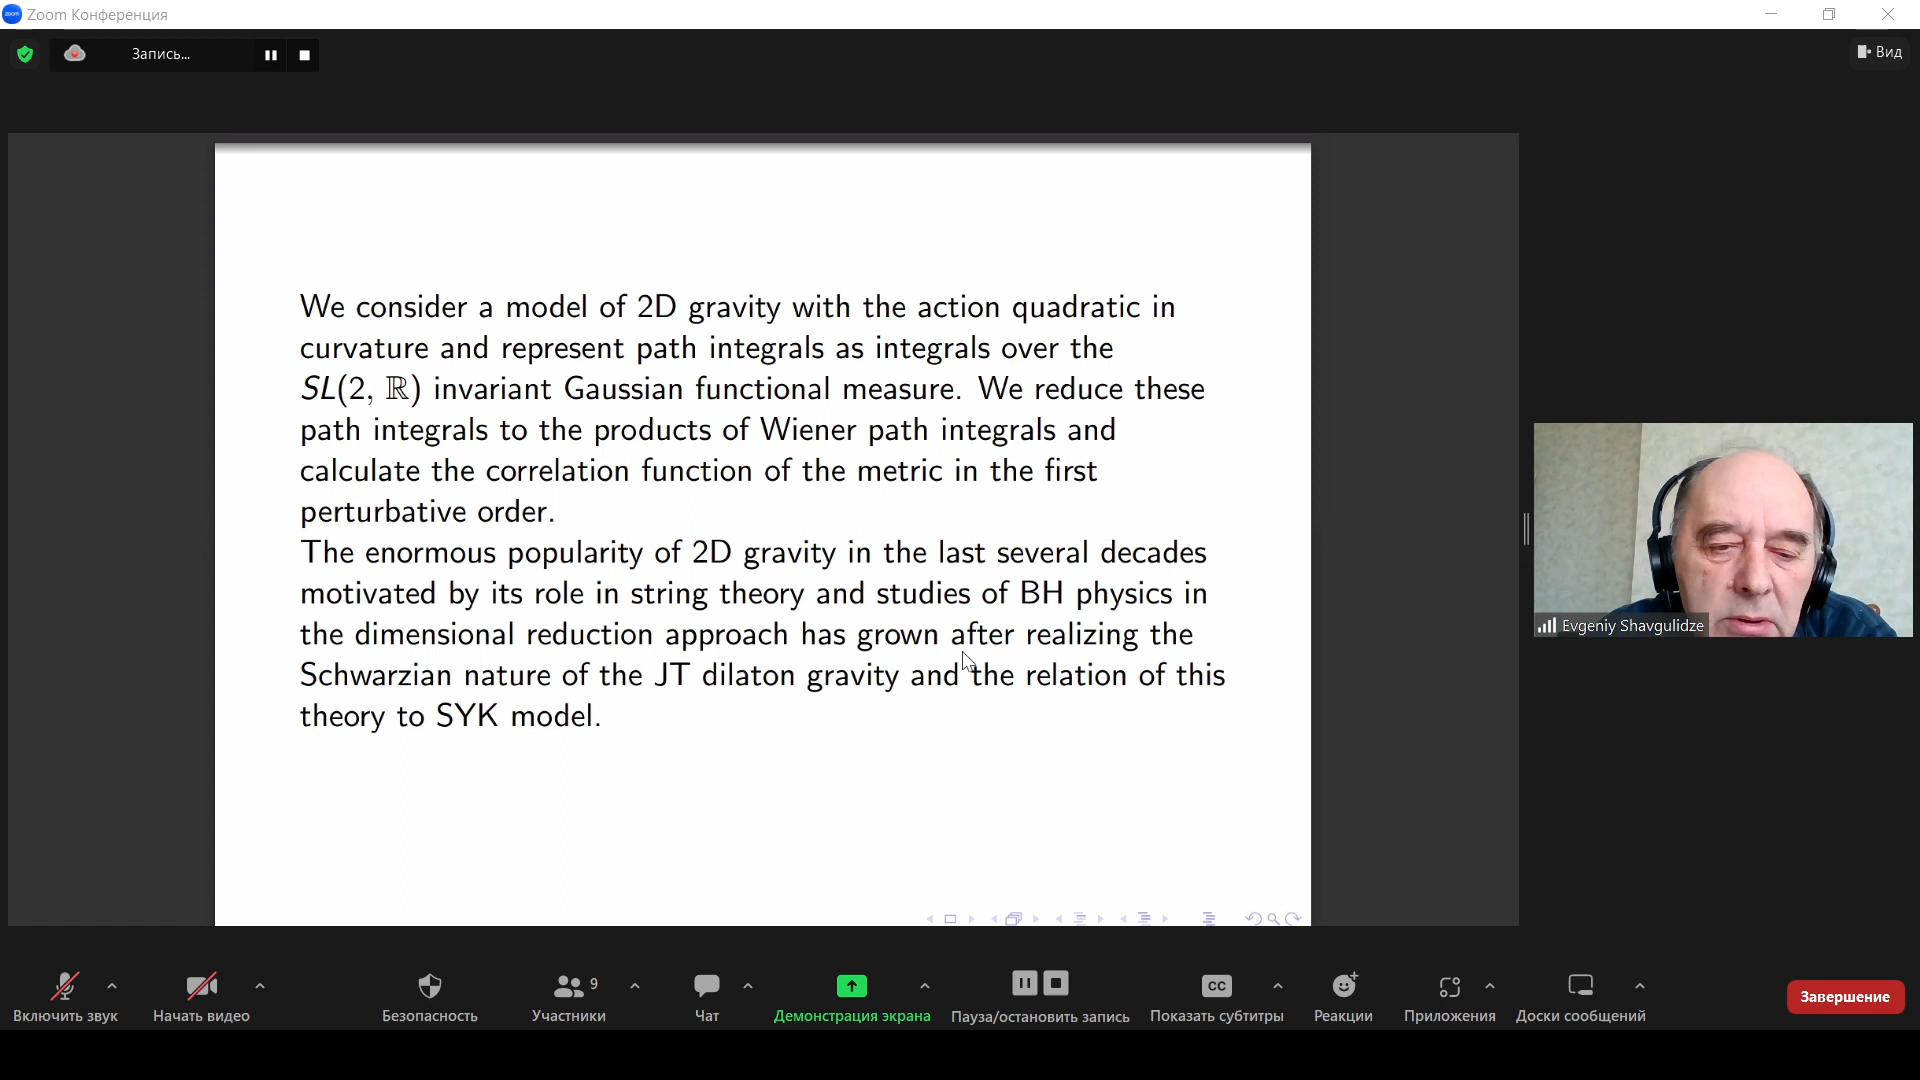 Zoom Конференция
Запись...
Вид
We consider a model of 2D gravity with the action quadratic in
curvature and represent path integrals as integrals over the
SL(2, ℝ) invariant Gaussian functional measure. We reduce these
path integrals to the products of Wiener path integrals and
calculate the correlation function of the metric in the first
perturbative order.
The enormous popularity of 2D gravity in the last several decades
motivated by its role in string theory and studies of BH physics in
the dimensional reduction approach has grown after realizing the
Schwarzian nature of the JT dilaton gravity and the relation of this
theory to SYK model.
Evgeniy Shavgulidze
9
CC
Включить звук
Начать видео
Безопасность
Участники
Чат
Демонстрация экрана
Пауза/остановить запись
Показать субтитры
Реакции
Приложения
Доски сообщений
Завершение